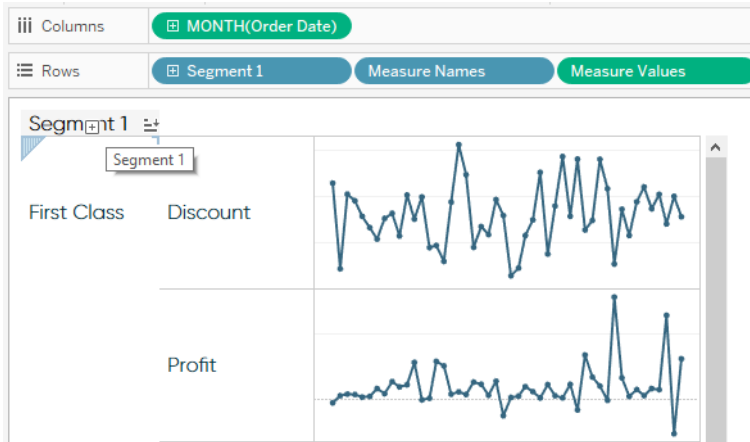 Columns
MONTH(Order Date)
Rows
Segment 1
Measure Names
Measure Values
Segment 1
Segment 1
First Class
Discount
Profit